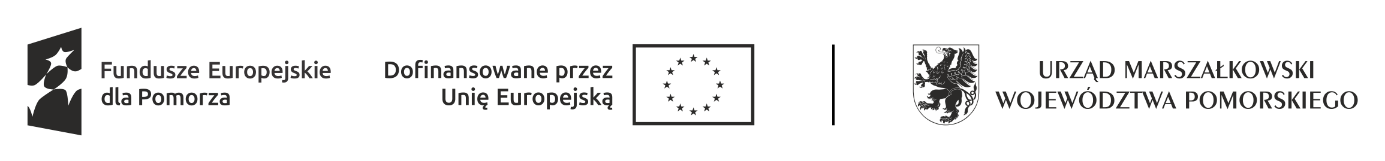 Fundusze Europejskie
dla Pomorza
Dofinansowane przez
Unię Europejską
URZĄD MARSZAŁKOWSKI
WOJEWÓDZTWA POMORSKIEGO